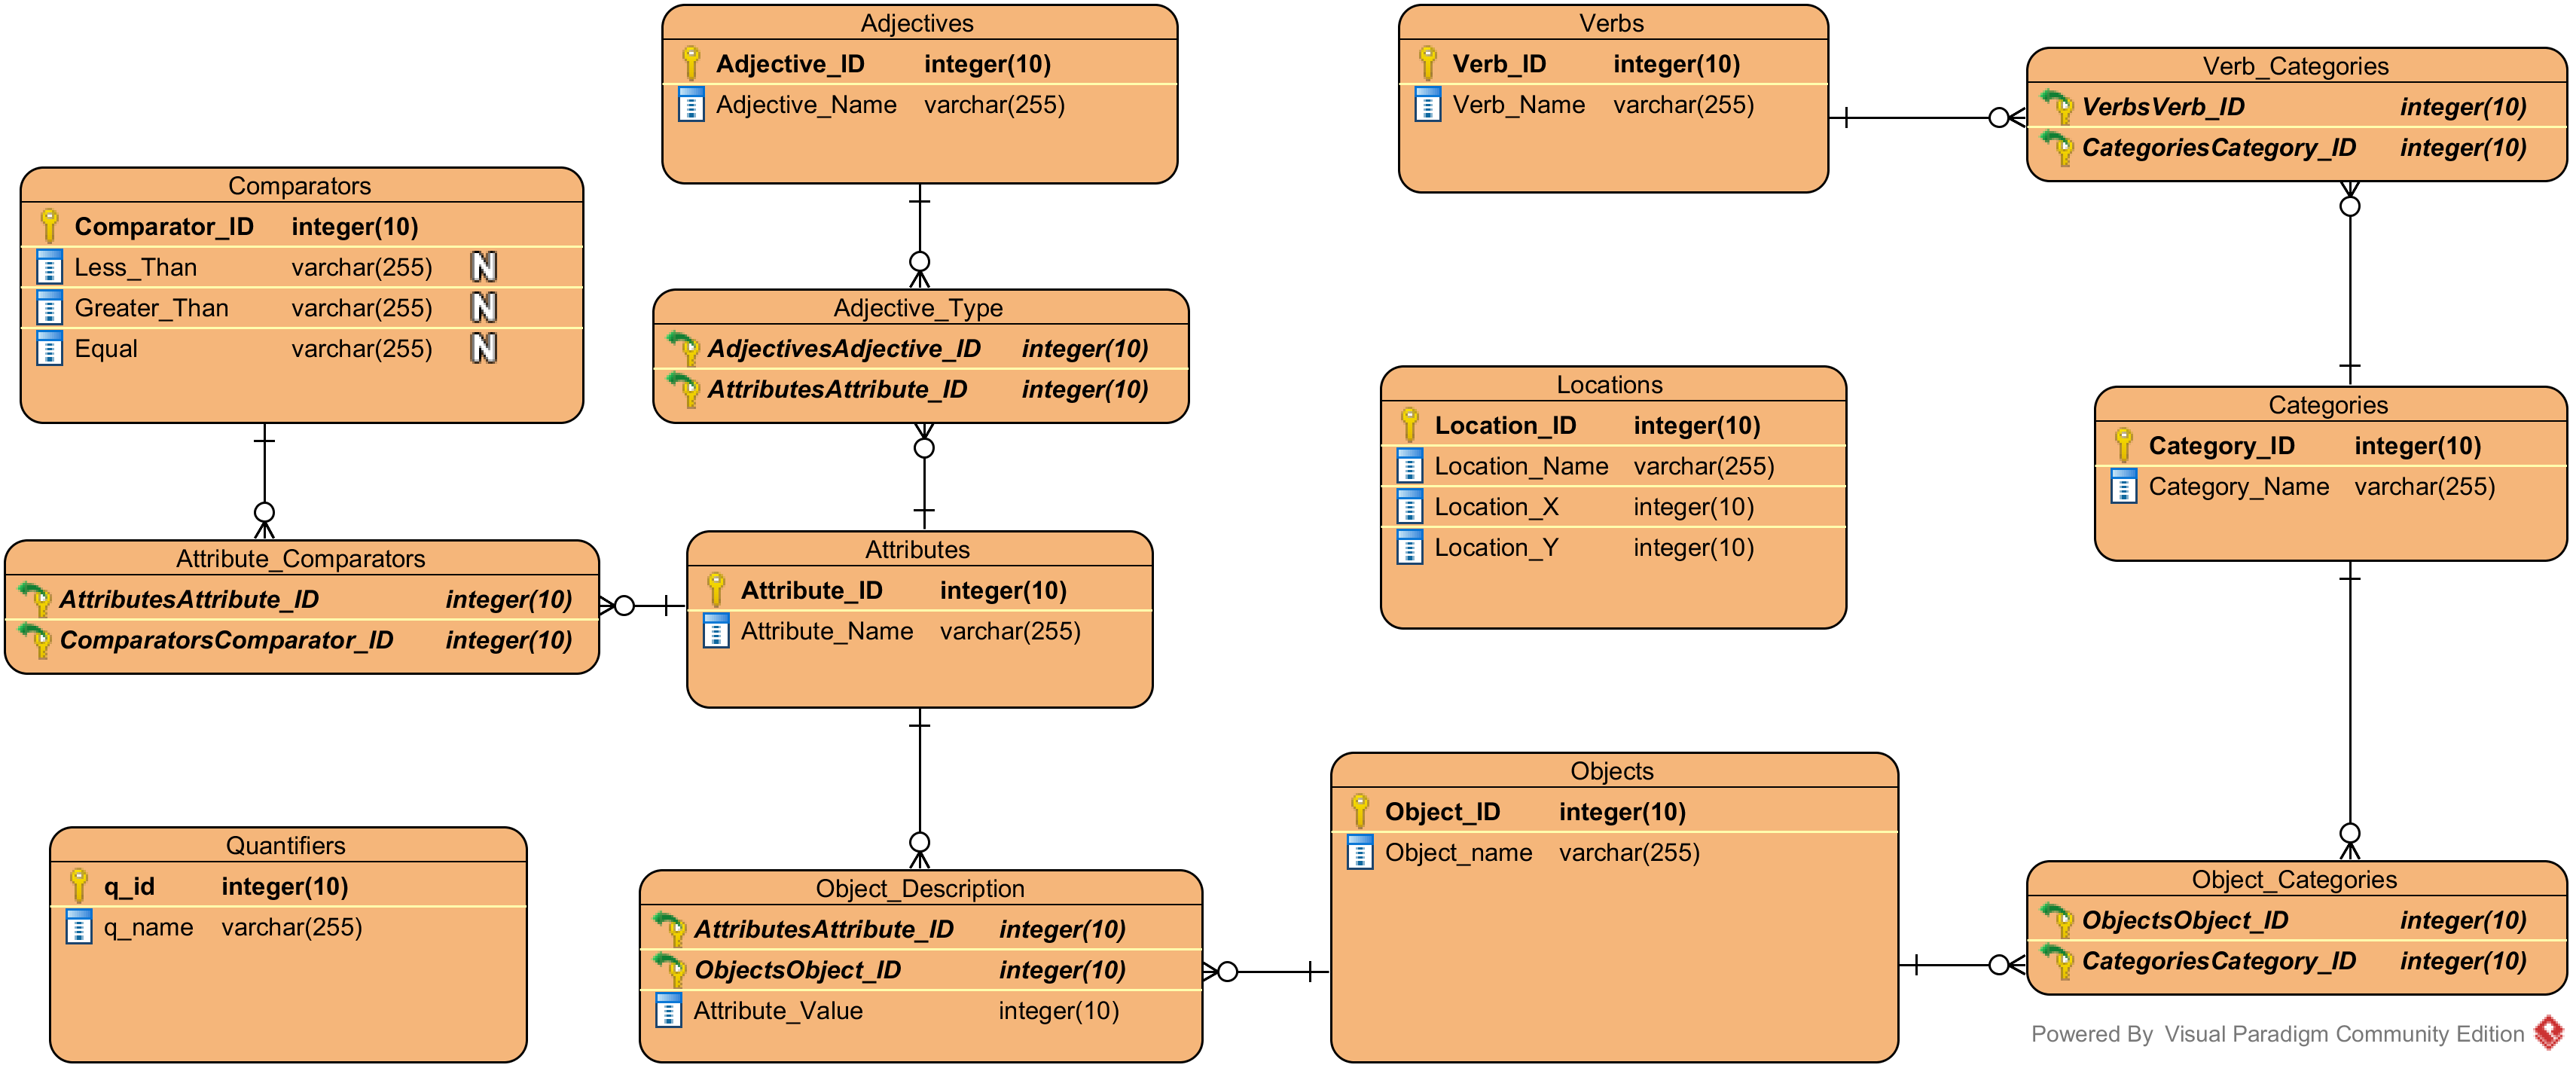 Adjectives
Adjective_ID integer(10)
Adjective_Name varchar(255)
Verbs
Verb_ID integer(10)
Verb_Name varchar(255)
Verb_Categories
VerbsVerb_ID integer(10)
CategoriesCategory_ID integer(10)
Comparators
Comparator_ID integer(10)
Less_Than varchar(255) N
Greater_Than varchar(255) N
Equal varchar(255) N
Adjective_Type
AdjectivesAdjective_ID integer(10)
AttributesAttribute_ID integer(10)
Locations
Location_ID integer(10)
Location_Name varchar(255)
Location_X integer(10)
Location_Y integer(10)
Categories
Category_ID integer(10)
Category_Name varchar(255)
Attribute_Comparators
AttributesAttribute_ID integer(10)
ComparatorsComparator_ID integer(10)
Attributes
Attribute_ID integer(10)
Attribute_Name varchar(255)
Quantifiers
q_id integer(10)
q_name varchar(255)
Object_Description
AttributesAttribute_ID integer(10)
ObjectsObject_ID integer(10)
Attribute_Value integer(10)
Objects
Object_ID integer(10)
Object_name varchar(255)
Object_Categories
ObjectsObject_ID integer(10)
CategoriesCategory_ID integer(10)
Powered By Visual Paradigm Community Edition